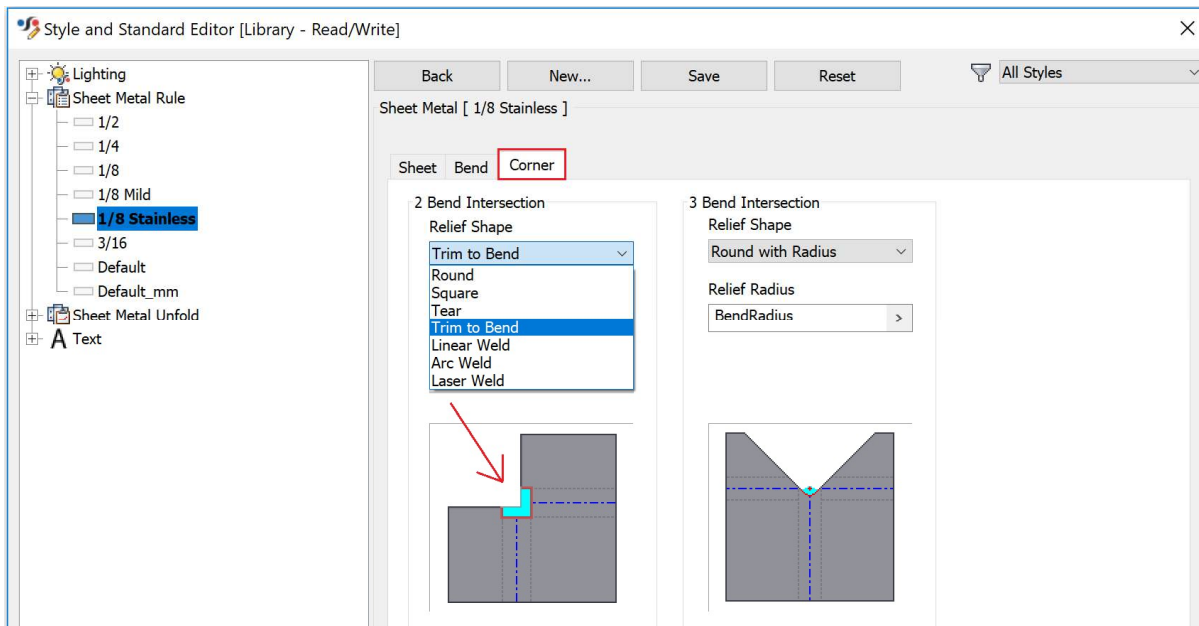 Style and Standard Editor [Library - Read/Write]
Back New... Save Reset All Styles
Lighting
Sheet Metal Rule
1/2
1/4
1/8
1/8 Mild
1/8 Stainless
3/16
Default
Default_mm
Sheet Metal Unfold
Text
Sheet Metal [ 1/8 Stainless ]
Sheet Bend Corner
2 Bend Intersection
Relief Shape
Trim to Bend
Round
Square
Tear
Trim to Bend
Linear Weld
Arc Weld
Laser Weld
3 Bend Intersection
Relief Shape
Round with Radius
Relief Radius
BendRadius >